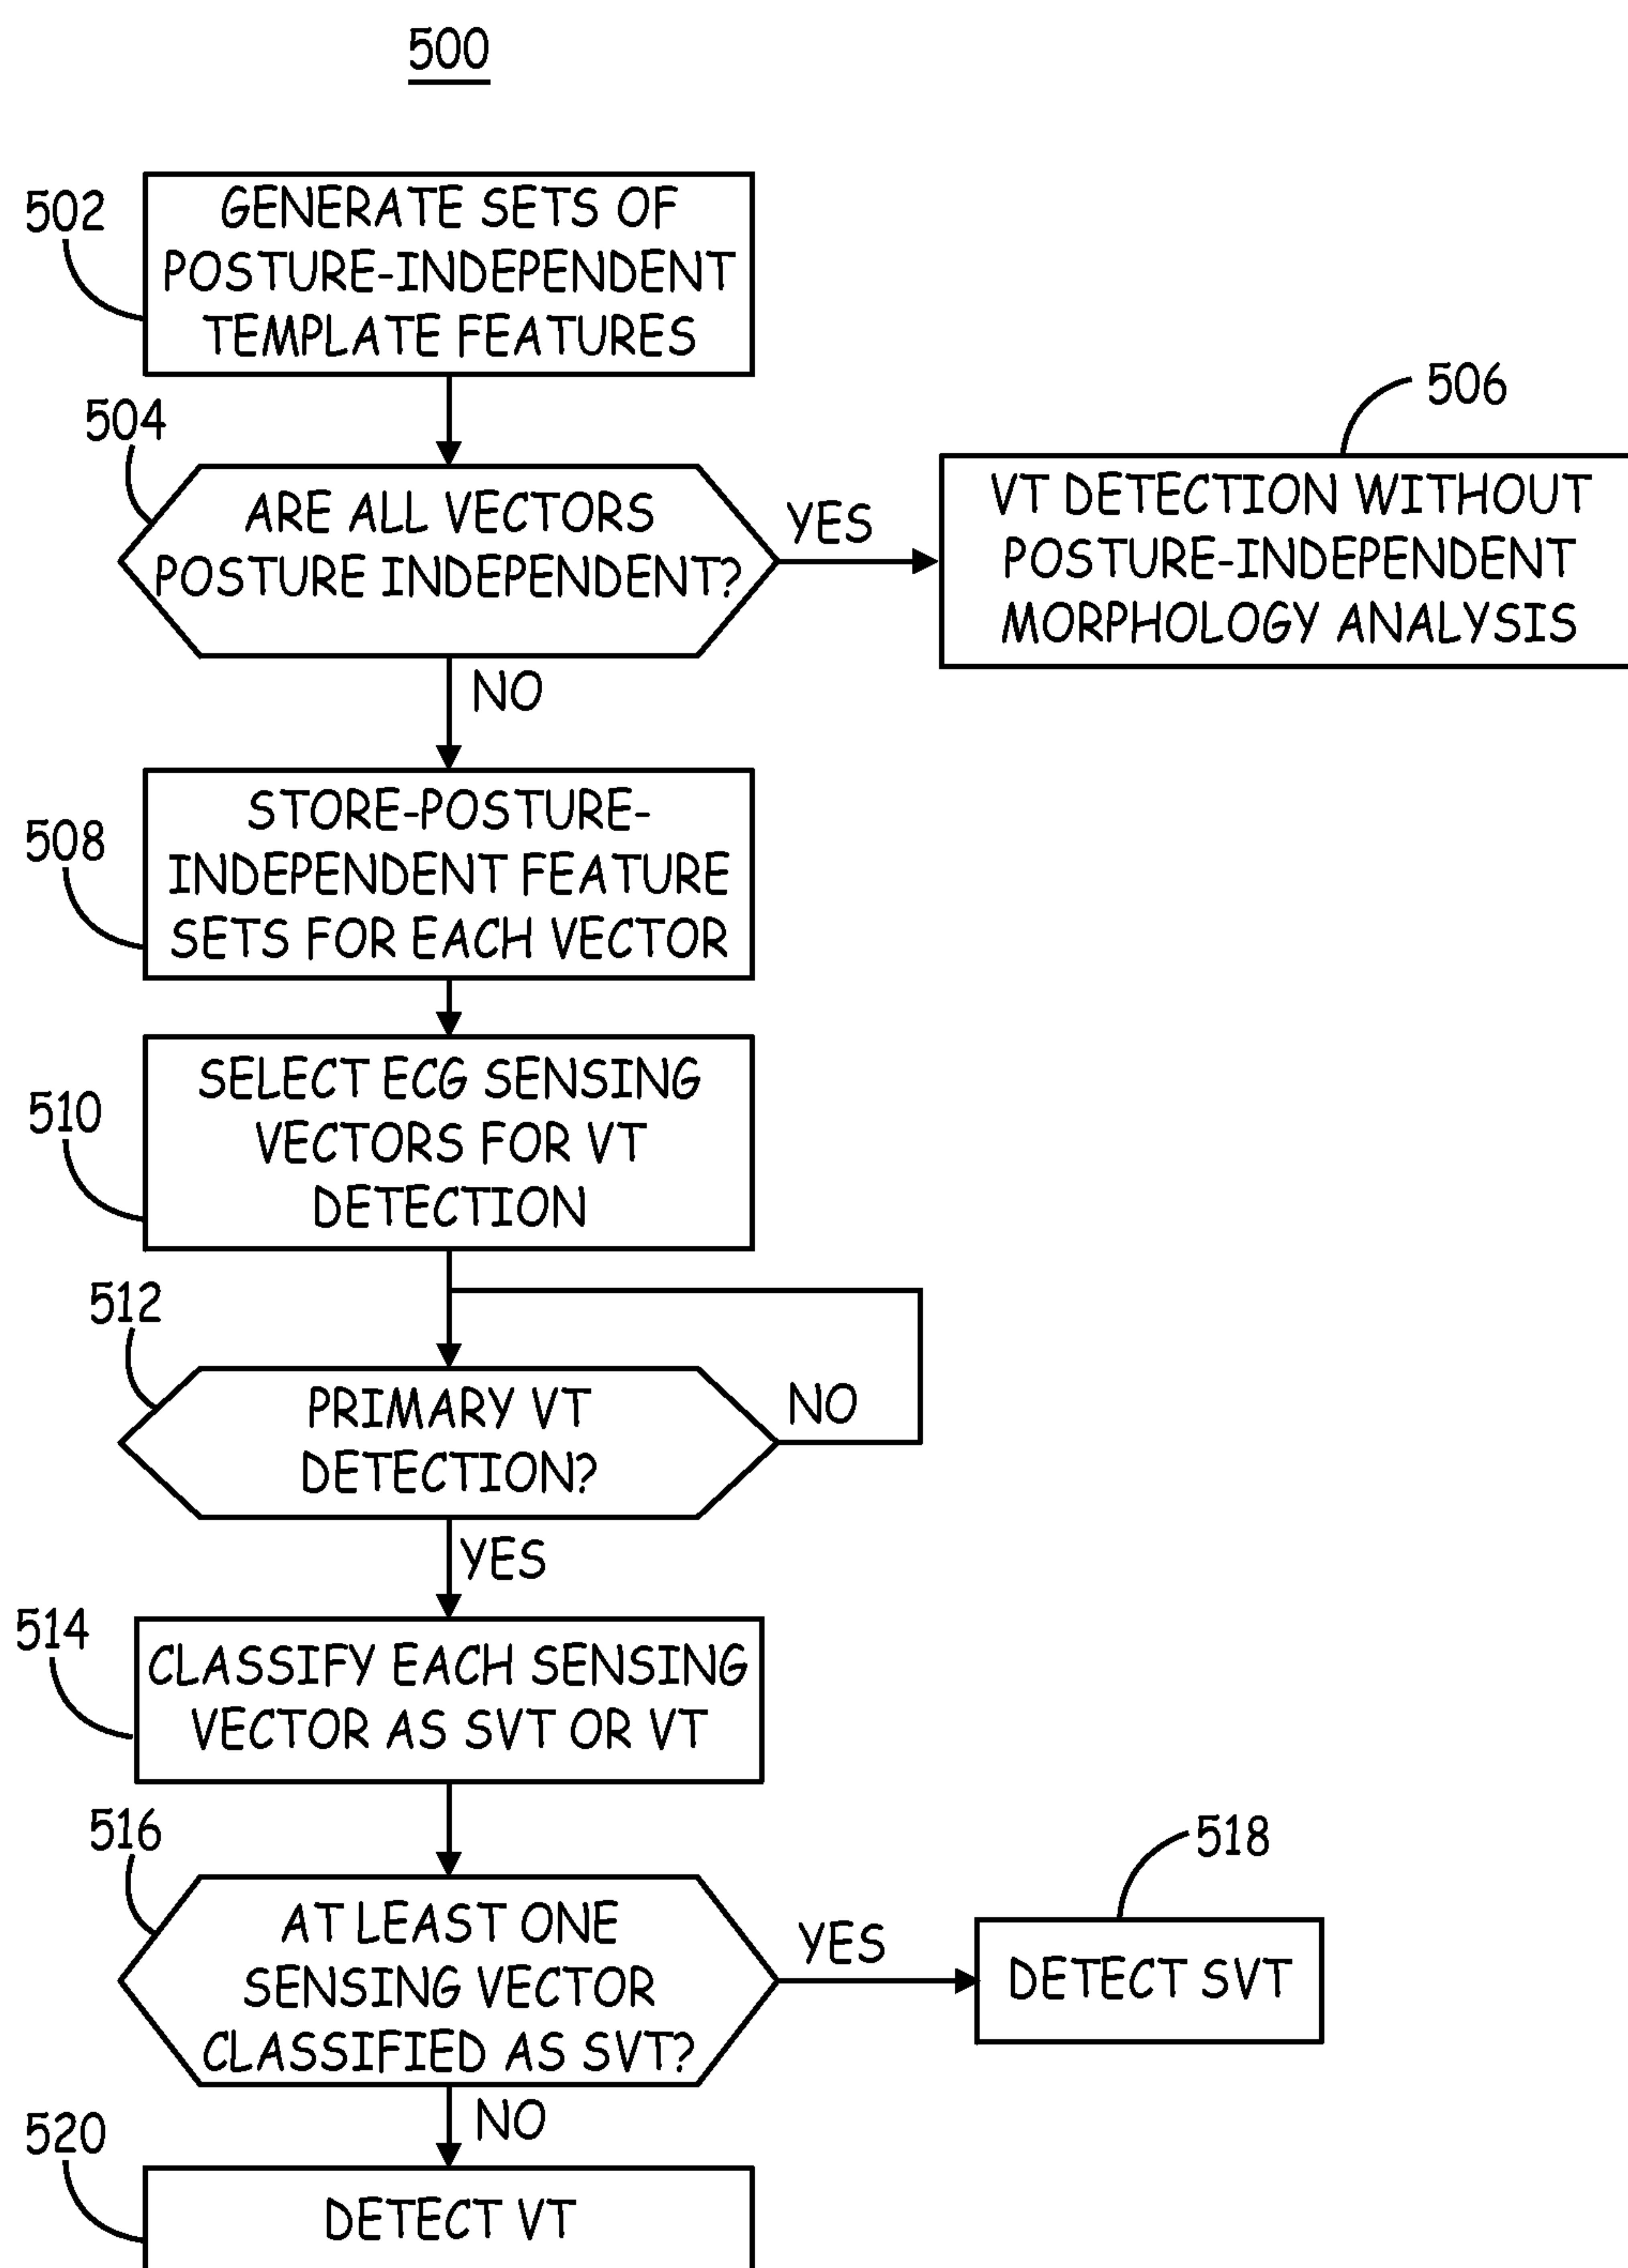 500
502
GENERATE SETS OF
POSTURE-INDEPENDENT
TEMPLATE FEATURES
504
ARE ALL VECTORS
POSTURE INDEPENDENT?
YES
506
VT DETECTION WITHOUT
POSTURE-INDEPENDENT
MORPHOLOGY ANALYSIS
NO
508
STORE-POSTURE-
INDEPENDENT FEATURE
SETS FOR EACH VECTOR
510
SELECT ECG SENSING
VECTORS FOR VT
DETECTION
512
PRIMARY VT
DETECTION?
NO
YES
514
CLASSIFY EACH SENSING
VECTOR AS SVT OR VT
516
AT LEAST ONE
SENSING VECTOR
CLASSIFIED AS SVT?
YES
518
DETECT SVT
NO
520
DETECT VT